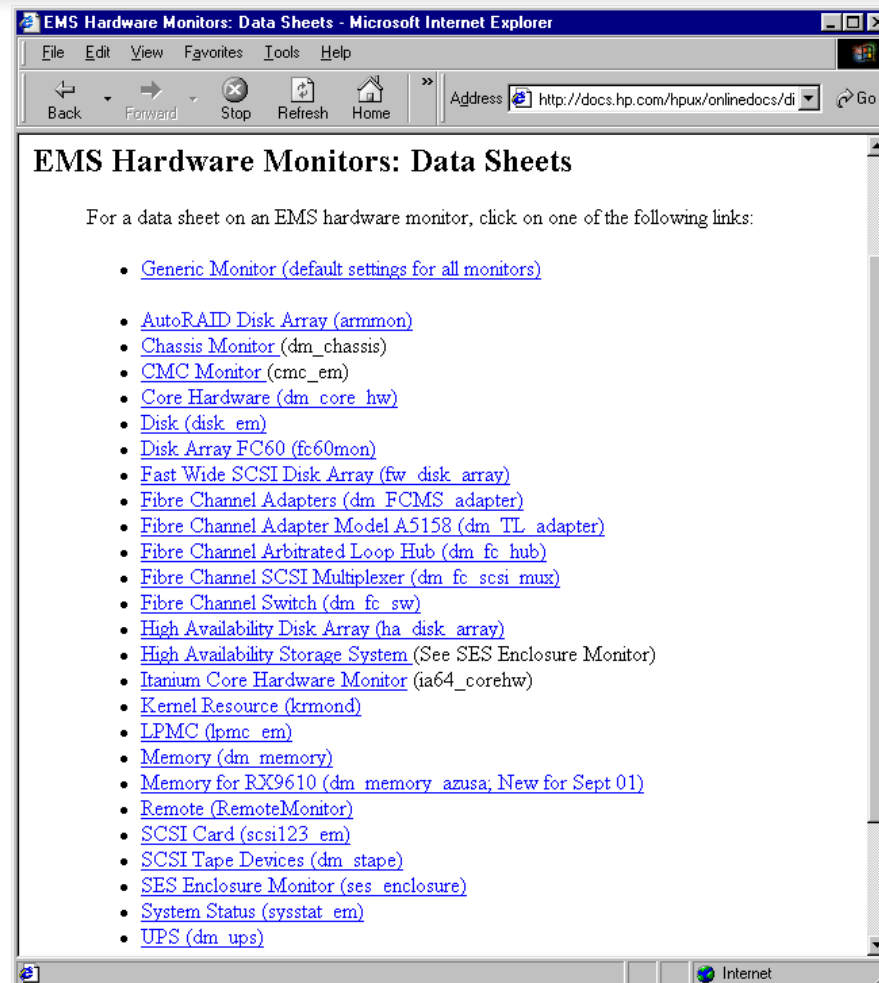 EMS Hardware Monitors: Data Sheets - Microsoft Internet Explorer
File Edit View Favorites Tools Help
Back Forward Stop Refresh Home » Address http://docs.hp.com/hpux/onlinedocs/di Go
EMS Hardware Monitors: Data Sheets
For a data sheet on an EMS hardware monitor, click on one of the following links:
• Generic Monitor (default settings for all monitors)
• AutoRAID Disk Array (armmon)
• Chassis Monitor (dm_chassis)
• CMC Monitor (cmc_em)
• Core Hardware (dm_core_hw)
• Disk (disk_em)
• Disk Array FC60 (fc60mon)
• Fast Wide SCSI Disk Array (fw_disk_array)
• Fibre Channel Adapters (dm_FCMS_adapter)
• Fibre Channel Adapter Model A5158 (dm_TL_adapter)
• Fibre Channel Arbitrated Loop Hub (dm_fc_hub)
• Fibre Channel SCSI Multiplexer (dm_fc_scsi_mux)
• Fibre Channel Switch (dm_fc_sw)
• High Availability Disk Array (ha_disk_array)
• High Availability Storage System (See SES Enclosure Monitor)
• Itanium Core Hardware Monitor (ia64_corehw)
• Kernel Resource (krmond)
• LPMC (lpmc_em)
• Memory (dm_memory)
• Memory for RX9610 (dm_memory_azusa; New for Sept 01)
• Remote (RemoteMonitor)
• SCSI Card (scsi123_em)
• SCSI Tape Devices (dm_stape)
• SES Enclosure Monitor (ses_enclosure)
• System Status (sysstat_em)
• UPS (dm_ups)
Internet